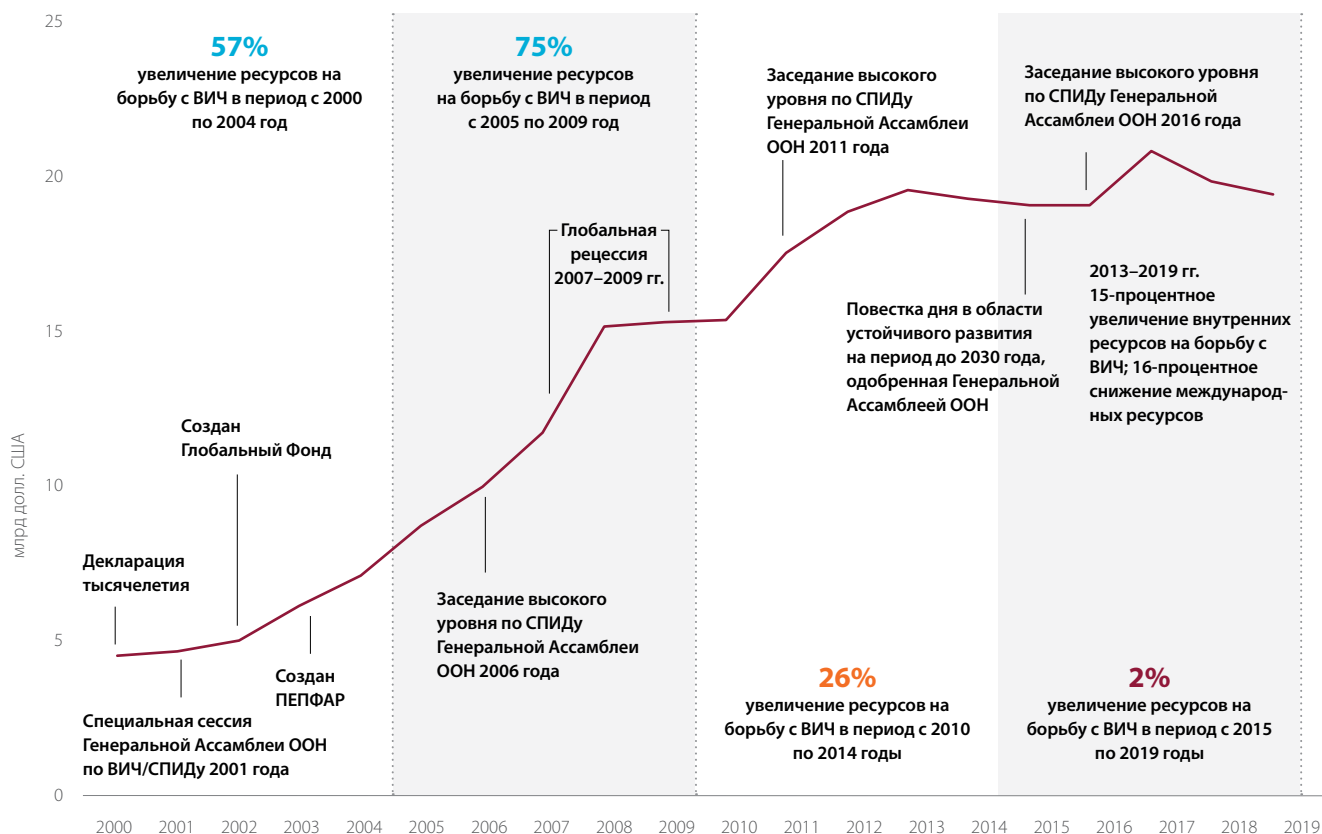 25
20
15
10
5
0
млрд долл. США
57%
увеличение ресурсов на
борьбу с ВИЧ в период с 2000
по 2004 год
75%
увеличение ресурсов
на борьбу с ВИЧ в период
с 2005 по 2009 год
Заседание высокого
уровня по СПИДу
Генеральной Ассамблеи
ООН 2011 года
Заседание высокого уровня
по СПИДу Генеральной
Ассамблеи ООН 2016 года
Глобальная
рецессия
2007–2009 гг.
Повестка дня в области
устойчивого развития
на период до 2030 года,
одобренная Генеральной
Ассамблеей ООН
2013–2019 гг.
15-процентное
увеличение внутренних
ресурсов на борьбу с
ВИЧ; 16-процентное
снижение международ-
ных ресурсов
Создан
Глобальный Фонд
Декларация
тысячелетия
Заседание высокого
уровня по СПИДу
Генеральной Ассамблеи
ООН 2006 года
Создан
ПЕПФАР
Специальная сессия
Генеральной Ассамблеи ООН
по ВИЧ/СПИДу 2001 года
26%
увеличение ресурсов на
борьбу с ВИЧ в период с 2010
по 2014 годы
2%
увеличение ресурсов на
борьбу с ВИЧ в период с 2015
по 2019 годы
2000 2001 2002 2003 2004 2005 2006 2007 2008 2009 2010 2011 2012 2013 2014 2015 2016 2017 2018 2019